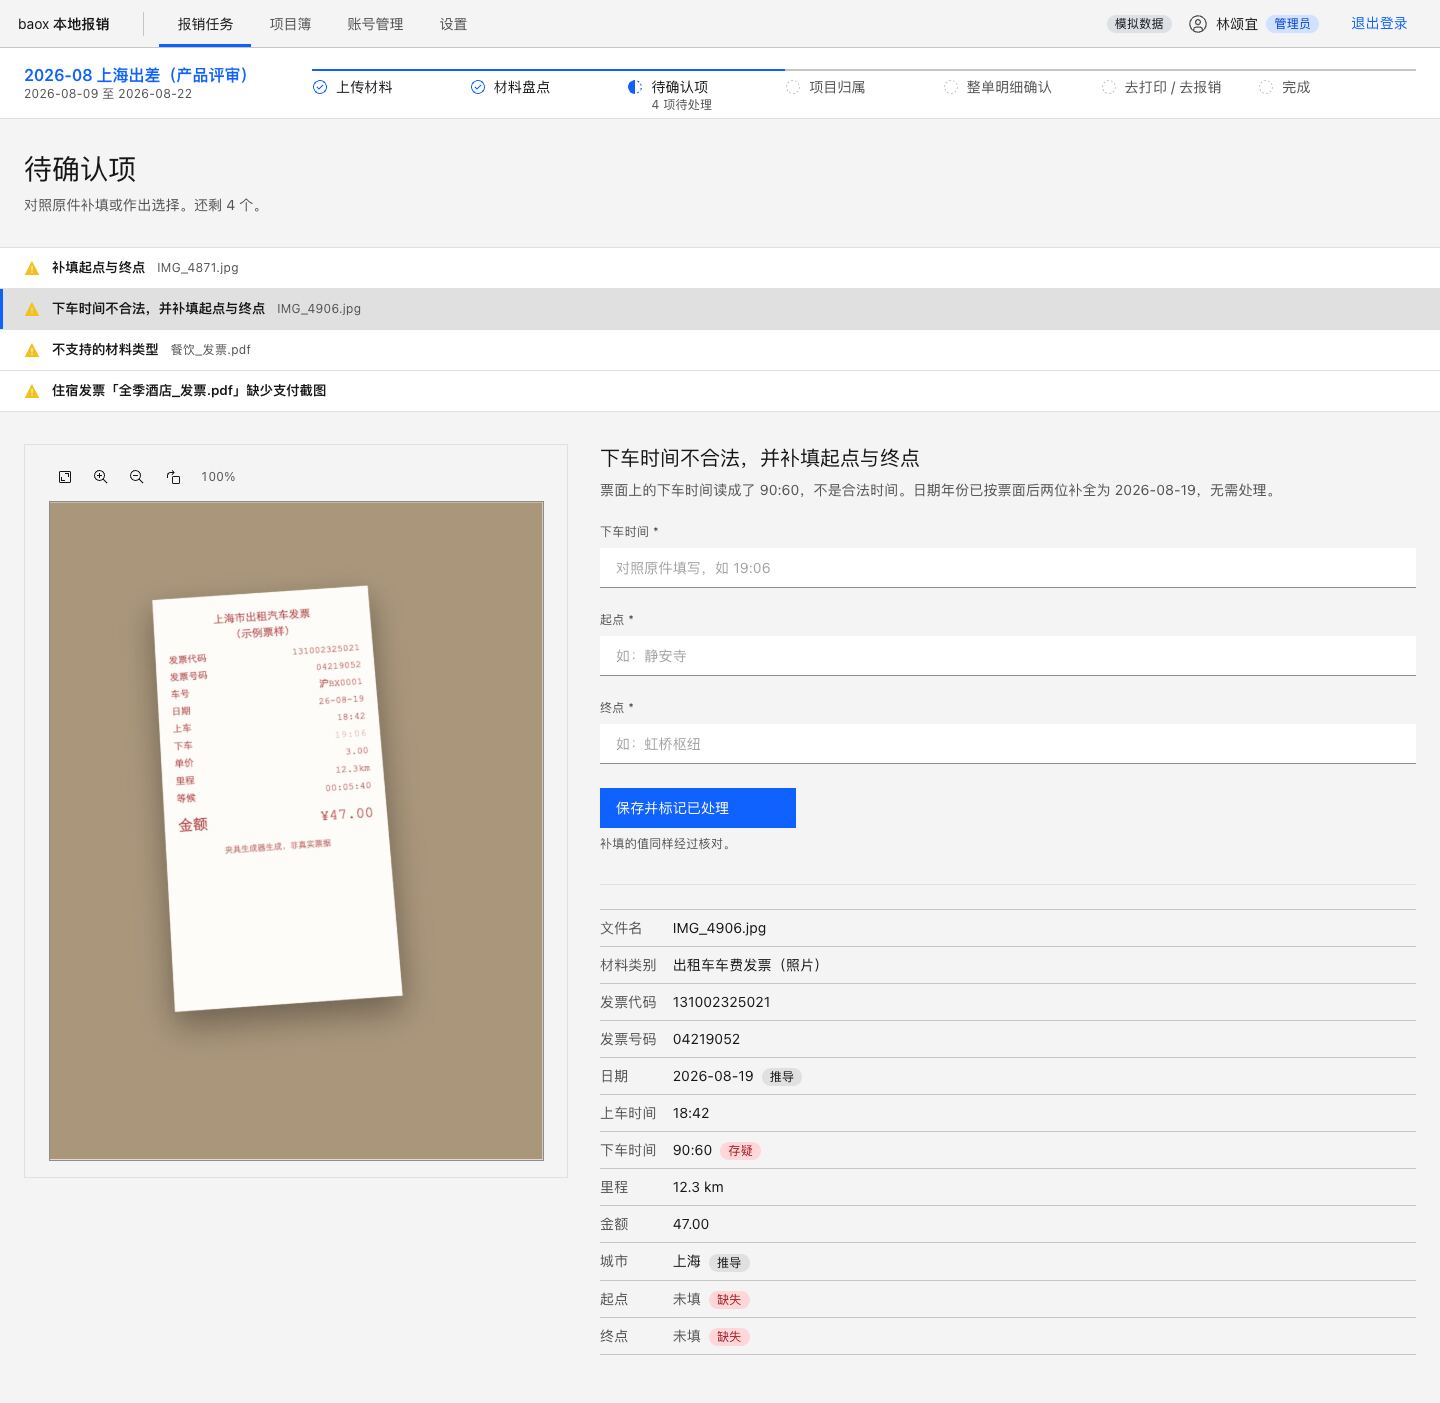 baox 本地报销
报销任务
项目簿
账号管理
设置
模拟数据
林颂宜
管理员
退出登录
2026-08 上海出差（产品评审）
2026-08-09 至 2026-08-22
上传材料
材料盘点
待确认项
4 项待处理
项目归属
整单明细确认
去打印 / 去报销
完成
待确认项
对照原件补填或作出选择。还剩 4 个。
补填起点与终点 IMG_4871.jpg
下车时间不合法，并补填起点与终点 IMG_4906.jpg
不支持的材料类型 餐饮_发票.pdf
住宿发票「全季酒店_发票.pdf」缺少支付截图
100%
上海市出租汽车发票
（示例票样）
发票代码 131002325021
发票号码 04219052
车号 沪BX0001
日期 26-08-19
上车 18:42
下车 19:06
单价 3.00
里程 12.3km
等候 00:05:40
金额 ¥47.00
夹具生成器生成，非真实票据
下车时间不合法，并补填起点与终点
票面上的下车时间读成了 90:60，不是合法时间。日期年份已按票面后两位补全为 2026-08-19，无需处理。
下车时间 *
对照原件填写，如 19:06
起点 *
如：静安寺
终点 *
如：虹桥枢纽
保存并标记已处理
补填的值同样经过核对。
文件名 IMG_4906.jpg
材料类别 出租车车费发票（照片）
发票代码 131002325021
发票号码 04219052
日期 2026-08-19 推导
上车时间 18:42
下车时间 90:60 存疑
里程 12.3 km
金额 47.00
城市 上海 推导
起点 未填 缺失
终点 未填 缺失